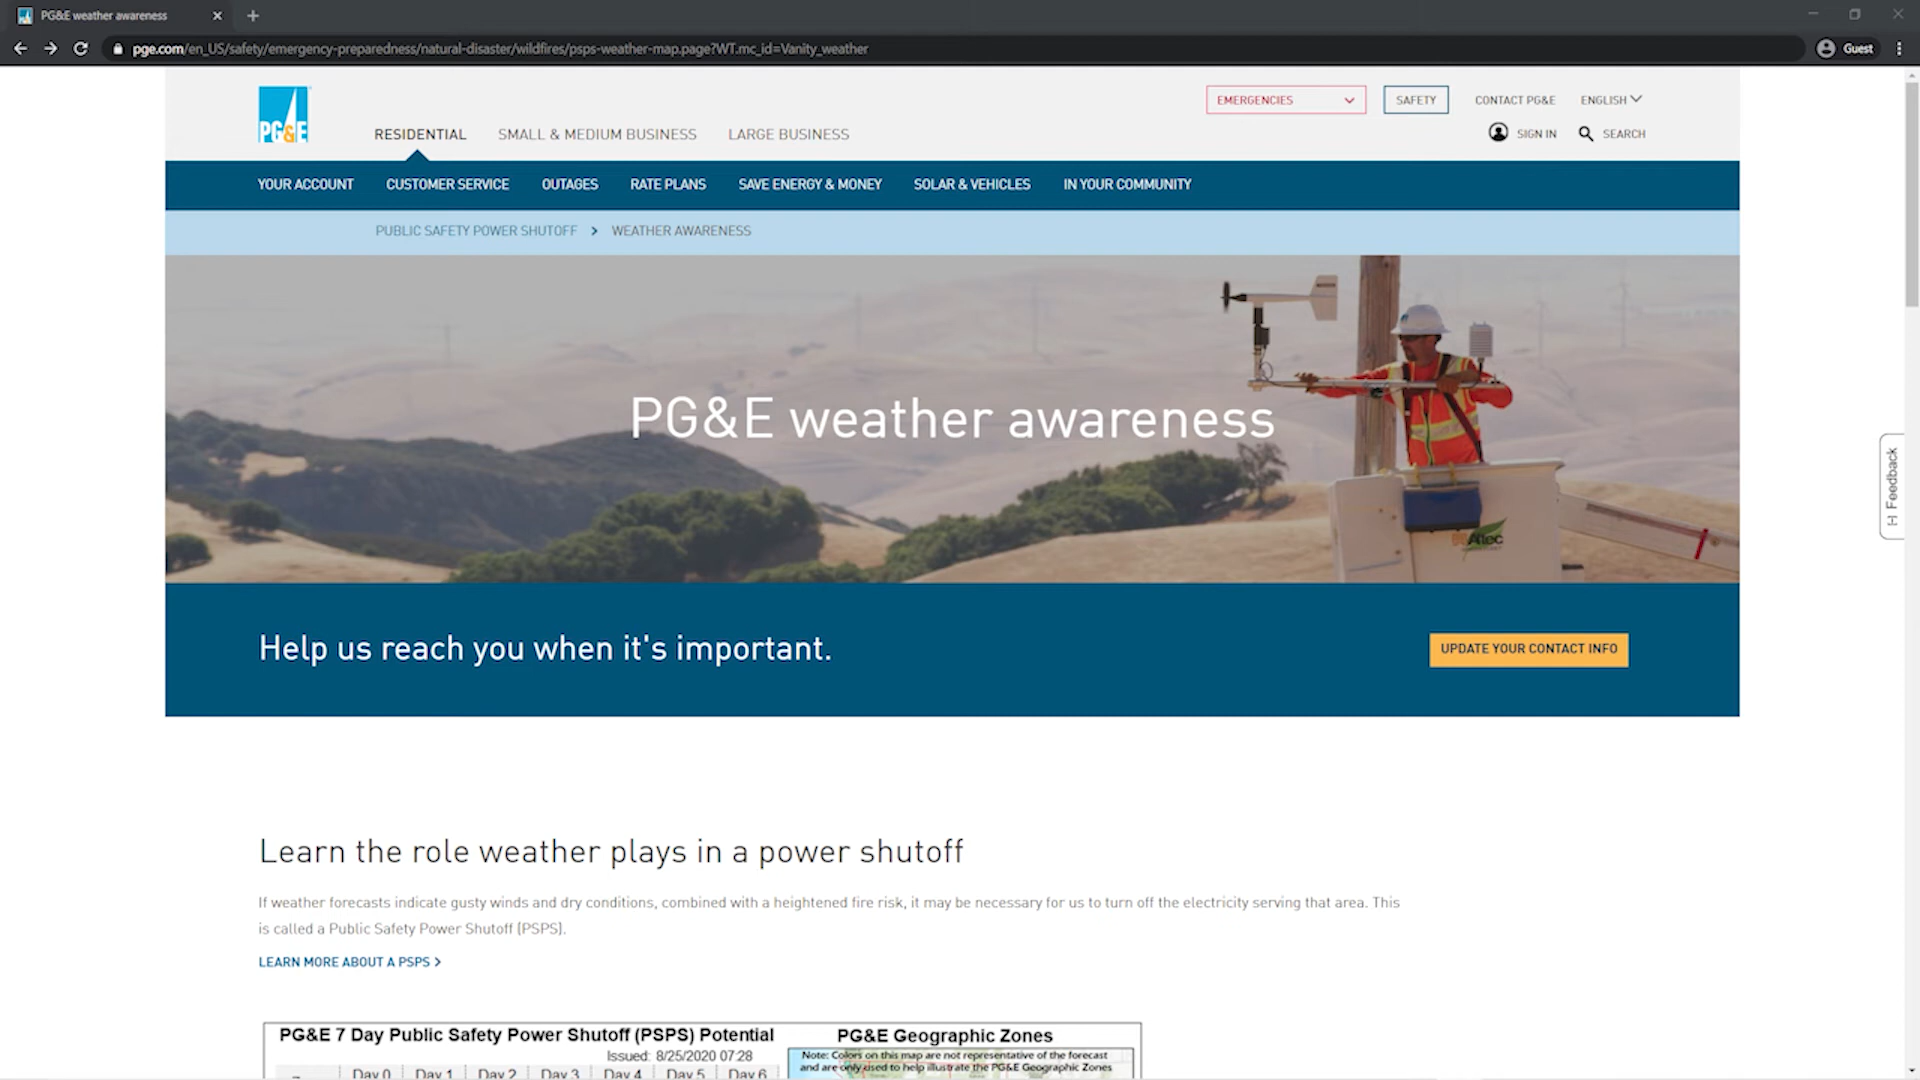 PG&E weather awareness
pge.com/en_US/safety/emergency-preparedness/natural-disaster/wildfires/psps-weather-map.page?WT.mc_id=Vanity_weather
Guest
PG&E
EMERGENCIES
SAFETY
CONTACT PG&E
ENGLISH
RESIDENTIAL
SMALL & MEDIUM BUSINESS
LARGE BUSINESS
SIGN IN
SEARCH
YOUR ACCOUNT
CUSTOMER SERVICE
OUTAGES
RATE PLANS
SAVE ENERGY & MONEY
SOLAR & VEHICLES
IN YOUR COMMUNITY
PUBLIC SAFETY POWER SHUTOFF > WEATHER AWARENESS
PG&E weather awareness
Altec
[-] Feedback
Help us reach you when it's important.
UPDATE YOUR CONTACT INFO
Learn the role weather plays in a power shutoff
If weather forecasts indicate gusty winds and dry conditions, combined with a heightened fire risk, it may be necessary for us to turn off the electricity serving that area. This
is called a Public Safety Power Shutoff (PSPS).
LEARN MORE ABOUT A PSPS >
PG&E 7 Day Public Safety Power Shutoff (PSPS) Potential
Issued: 8/25/2020 07:28
Day 0 Day 1 Day 2 Day 3 Day 4 Day 5 Day 6
PG&E Geographic Zones
Note: Colors on this map are not representative of the forecast
and are only used to help illustrate the PG&E Geographic Zones